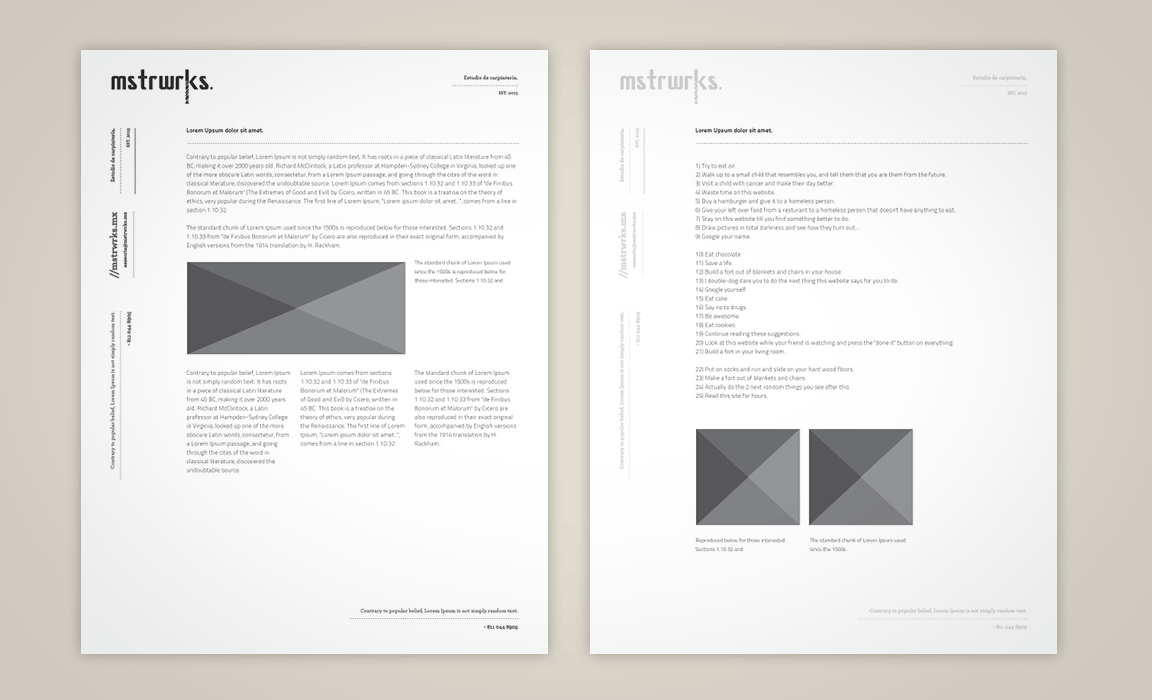 mstrwrks.
Estudio de carpintería.
EST. 2013
Estudio de carpintería.
EST. 2013
//mstrwrks.mx
Contrary to popular belief, Lorem Ipsum is not simply random text.
- 811 044 8905
Lorem Upsum dolor sit amet.
Contrary to popular belief, Lorem Ipsum is not simply random text. It has roots in a piece of classical Latin literature from 45
BC, making it over 2000 years old. Richard McClintock, a Latin professor at Hampden-Sydney College in Virginia, looked up one
of the more obscure Latin words, consectetur, from a Lorem Ipsum passage, and going through the cites of the word in
classical literature, discovered the undoubtable source. Lorem Ipsum comes from sections 1.10.32 and 1.10.33 of "de Finibus
Bonorum et Malorum" (The Extremes of Good and Evil) by Cicero, written in 45 BC. This book is a treatise on the theory of
ethics, very popular during the Renaissance. The first line of Lorem Ipsum, "Lorem ipsum dolor sit amet..", comes from a line in
section 1.10.32.
The standard chunk of Lorem Ipsum used since the 1500s is reproduced below for those interested. Sections 1.10.32 and
1.10.33 from "de Finibus Bonorum et Malorum" by Cicero are also reproduced in their exact original form, accompanied by
English versions from the 1914 translation by H. Rackham.
The standard chunk of Lorem Ipsum used
since the 1500s is reproduced below for
those interested. Sections 1.10.32 and
Contrary to popular belief, Lorem Ipsum
is not simply random text. It has roots
in a piece of classical Latin literature
from 45 BC, making it over 2000 years
old. Richard McClintock, a Latin
professor at Hampden-Sydney College
in Virginia, looked up one of the more
obscure Latin words, consectetur, from
a Lorem Ipsum passage, and going
through the cites of the word in
classical literature, discovered the
undoubtable source.
Lorem Ipsum comes from sections
1.10.32 and 1.10.33 of "de Finibus
Bonorum et Malorum" (The Extremes
of Good and Evil) by Cicero, written in
45 BC. This book is a treatise on the
theory of ethics, very popular during
the Renaissance. The first line of Lorem
Ipsum, "Lorem ipsum dolor sit amet..",
comes from a line in section 1.10.32.
The standard chunk of Lorem Ipsum
used since the 1500s is reproduced
below for those interested. Sections
1.10.32 and 1.10.33 from "de Finibus
Bonorum et Malorum" by Cicero are
also reproduced in their exact original
form, accompanied by English versions
from the 1914 translation by H.
Rackham.
Contrary to popular belief, Lorem Ipsum is not simply random text.
- 811 044 8905
mstrwrks.
Estudio de carpintería.
EST. 2013
Estudio de carpintería.
EST. 2013
//mstrwrks.mx
Contrary to popular belief, Lorem Ipsum is not simply random text.
- 811 044 8905
Lorem Upsum dolor sit amet.
1) Try to eat air.
2) Walk up to a small child that resembles you, and tell them that you are them from the future.
3) Visit a child with cancer and make their day better.
4) Waste time on this website.
5) Buy a hamburger and give it to a homeless person.
6) Give your left over food from a resturant to a homeless person that doesn't have anything to eat.
7) Stay on this website till you find something better to do.
8) Draw pictures in total darkness and see how they turn out...
9) Google your name.
10) Eat chocolate.
11) Save a life.
12) Build a fort out of blankets and chairs in your house.
13) I double-dog dare you to do the next thing this website says for you to do.
14) Google yourself.
15) Eat cake.
16) Say no to drugs.
17) Be awesome.
18) Eat cookies.
19) Continue reading these suggestions.
20) Look at this website while your friend is watching and press the "done it" button on everything.
21) Build a fort in your living room.
22) Put on socks and run and slide on your hard wood floors.
23) Make a fort out of blankets and chairs.
24) Actually do the 2 next random things you see after this.
25) Read this site for hours.
Reproduced below for those interested.
Sections 1.10.32 and
The standard chunk of Lorem Ipsum used
since the 1500s.
Contrary to popular belief, Lorem Ipsum is not simply random text.
- 811 044 8905